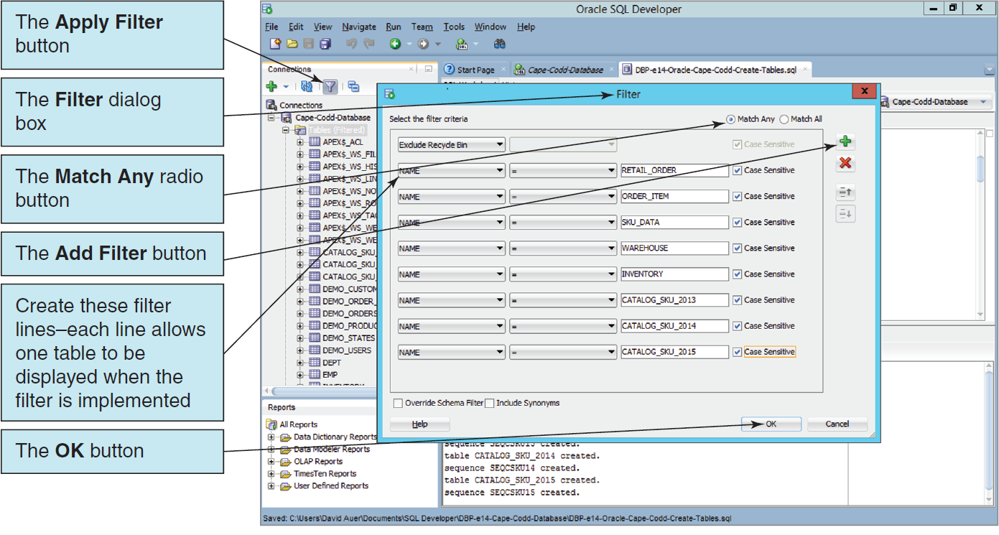 The Apply Filter
button
The Filter dialog
box
The Match Any radio
button
The Add Filter button
Create these filter
lines–each line allows
one table to be
displayed when the
filter is implemented
The OK button
Oracle SQL Developer
File Edit View Navigate Run Team Tools Window Help
Connections
Start Page
Cape-Codd-Database
DBP-e14-Oracle-Cape-Codd-Create-Tables.sql
Connections
Cape-Codd-Database
Tables (Filtered)
APEX$_ACL
APEX$_WS_FIL
APEX$_WS_HIS
APEX$_WS_LIN
APEX$_WS_NO
APEX$_WS_RO
APEX$_WS_TAG
APEX$_WS_WE
APEX$_WS_WE
CATALOG_SKU_
CATALOG_SKU_
CATALOG_SKU_
DEMO_CUSTOM
DEMO_ORDER_
DEMO_ORDERS
DEMO_PRODUC
DEMO_STATES
DEMO_USERS
DEPT
EMP
INVENTORY
Reports
All Reports
Data Dictionary Reports
Data Modeler Reports
OLAP Reports
TimesTen Reports
User Defined Reports
Cape-Codd-Database
Filter
Select the filter criteria
Match Any Match All
Exclude Recycle Bin Case Sensitive
NAME = RETAIL_ORDER Case Sensitive
NAME = ORDER_ITEM Case Sensitive
NAME = SKU_DATA Case Sensitive
NAME = WAREHOUSE Case Sensitive
NAME = INVENTORY Case Sensitive
NAME = CATALOG_SKU_2013 Case Sensitive
NAME = CATALOG_SKU_2014 Case Sensitive
NAME = CATALOG_SKU_2015 Case Sensitive
Override Schema Filter Include Synonyms
Help OK Cancel
sequence SEQCSKU13 created.
table CATALOG_SKU_2014 created.
sequence SEQCSKU14 created.
table CATALOG_SKU_2015 created.
sequence SEQCSKU15 created.
Saved: C:\Users\David Auer\Documents\SQL Developer\DBP-e14-Cape-Codd-Database\DBP-e14-Oracle-Cape-Codd-Create-Tables.sql